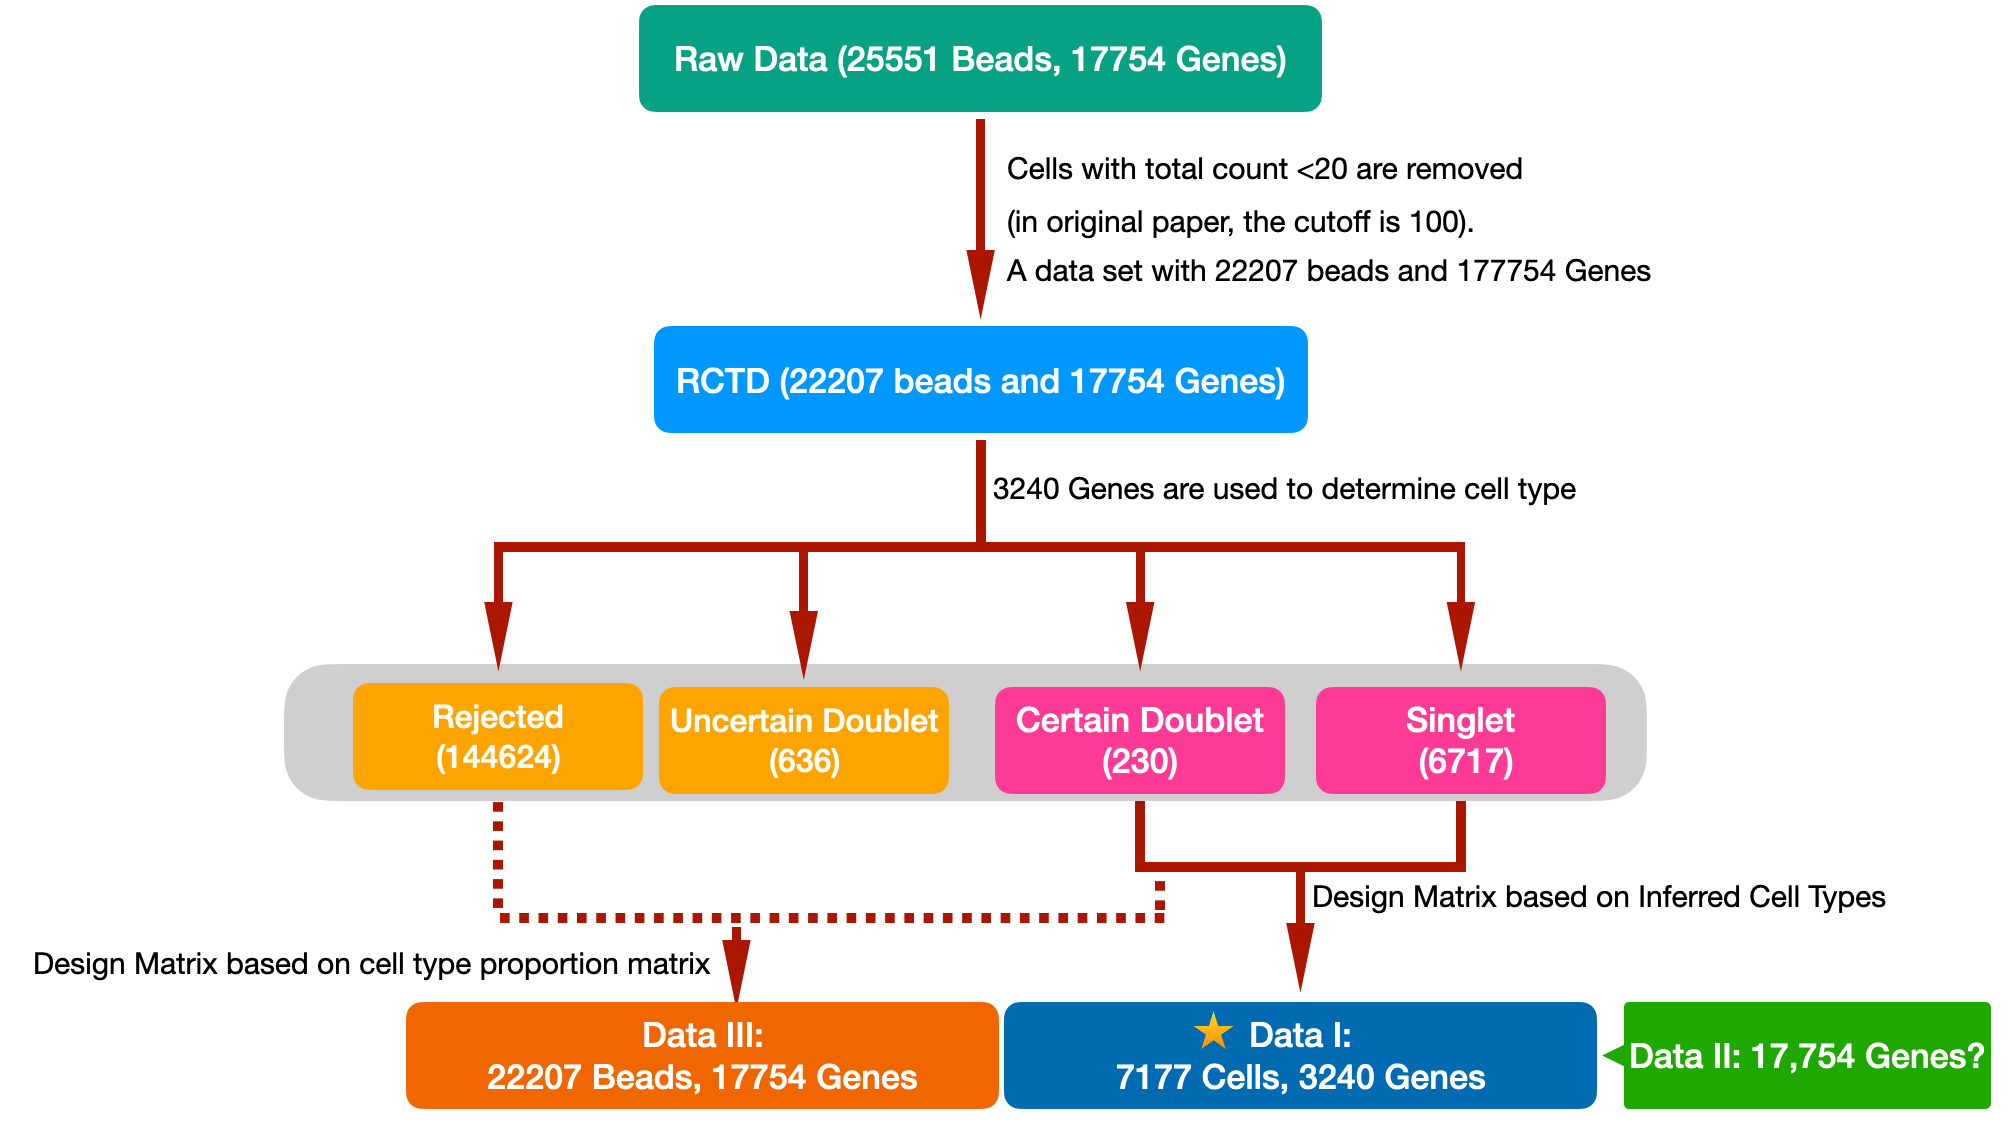 Raw Data (25551 Beads, 17754 Genes)
Cells with total count <20 are removed
(in original paper, the cutoff is 100).
A data set with 22207 beads and 177754 Genes
RCTD (22207 beads and 17754 Genes)
3240 Genes are used to determine cell type
Rejected
(144624)
Uncertain Doublet
(636)
Certain Doublet
(230)
Singlet
(6717)
Design Matrix based on Inferred Cell Types
Design Matrix based on cell type proportion matrix
Data III:
22207 Beads, 17754 Genes
Data I:
7177 Cells, 3240 Genes
Data II: 17,754 Genes?